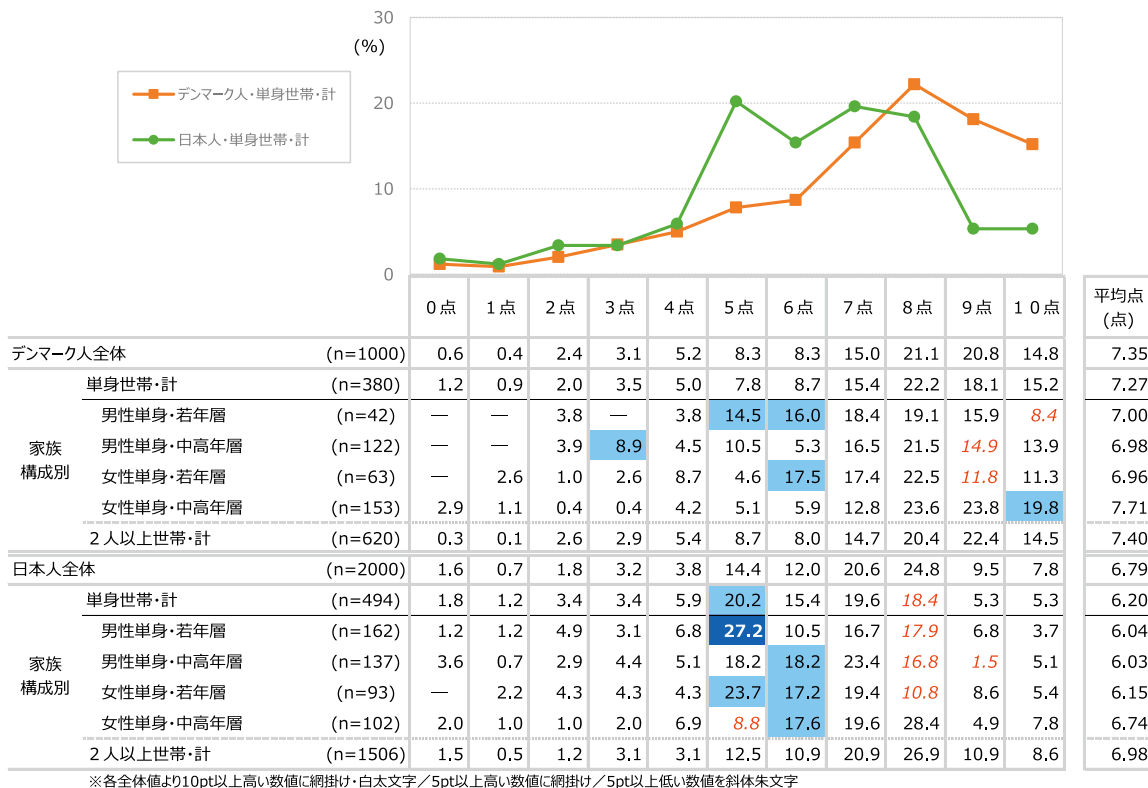 30
(%)
デンマーク人・単身世帯・計
20
日本人・単身世帯・計
10
0
0点 1点 2点 3点 4点 5点 6点 7点 8点 9点 10点 平均点(点)
デンマーク人全体 (n=1000) 0.6 0.4 2.4 3.1 5.2 8.3 8.3 15.0 21.1 20.8 14.8 7.35
家族構成別
単身世帯・計 (n=380) 1.2 0.9 2.0 3.5 5.0 7.8 8.7 15.4 22.2 18.1 15.2 7.27
男性単身・若年層 (n=42) — — 3.8 — 3.8 14.5 16.0 18.4 19.1 15.9 8.4 7.00
男性単身・中高年層 (n=122) — — 3.9 8.9 4.5 10.5 5.3 16.5 21.5 14.9 13.9 6.98
女性単身・若年層 (n=63) — 2.6 1.0 2.6 8.7 4.6 17.5 17.4 22.5 11.8 11.3 6.96
女性単身・中高年層 (n=153) 2.9 1.1 0.4 0.4 4.2 5.1 5.9 12.8 23.6 23.8 19.8 7.71
2人以上世帯・計 (n=620) 0.3 0.1 2.6 2.9 5.4 8.7 8.0 14.7 20.4 22.4 14.5 7.40
日本人全体 (n=2000) 1.6 0.7 1.8 3.2 3.8 14.4 12.0 20.6 24.8 9.5 7.8 6.79
家族構成別
単身世帯・計 (n=494) 1.8 1.2 3.4 3.4 5.9 20.2 15.4 19.6 18.4 5.3 5.3 6.20
男性単身・若年層 (n=162) 1.2 1.2 4.9 3.1 6.8 27.2 10.5 16.7 17.9 6.8 3.7 6.04
男性単身・中高年層 (n=137) 3.6 0.7 2.9 4.4 5.1 18.2 18.2 23.4 16.8 1.5 5.1 6.03
女性単身・若年層 (n=93) — 2.2 4.3 4.3 4.3 23.7 17.2 19.4 10.8 8.6 5.4 6.15
女性単身・中高年層 (n=102) 2.0 1.0 1.0 2.0 6.9 8.8 17.6 19.6 28.4 4.9 7.8 6.74
2人以上世帯・計 (n=1506) 1.5 0.5 1.2 3.1 3.1 12.5 10.9 20.9 26.9 10.9 8.6 6.98
※各全体値より10pt以上高い数値に網掛け・白太文字／5pt以上高い数値に網掛け／5pt以上低い数値を斜体朱文字